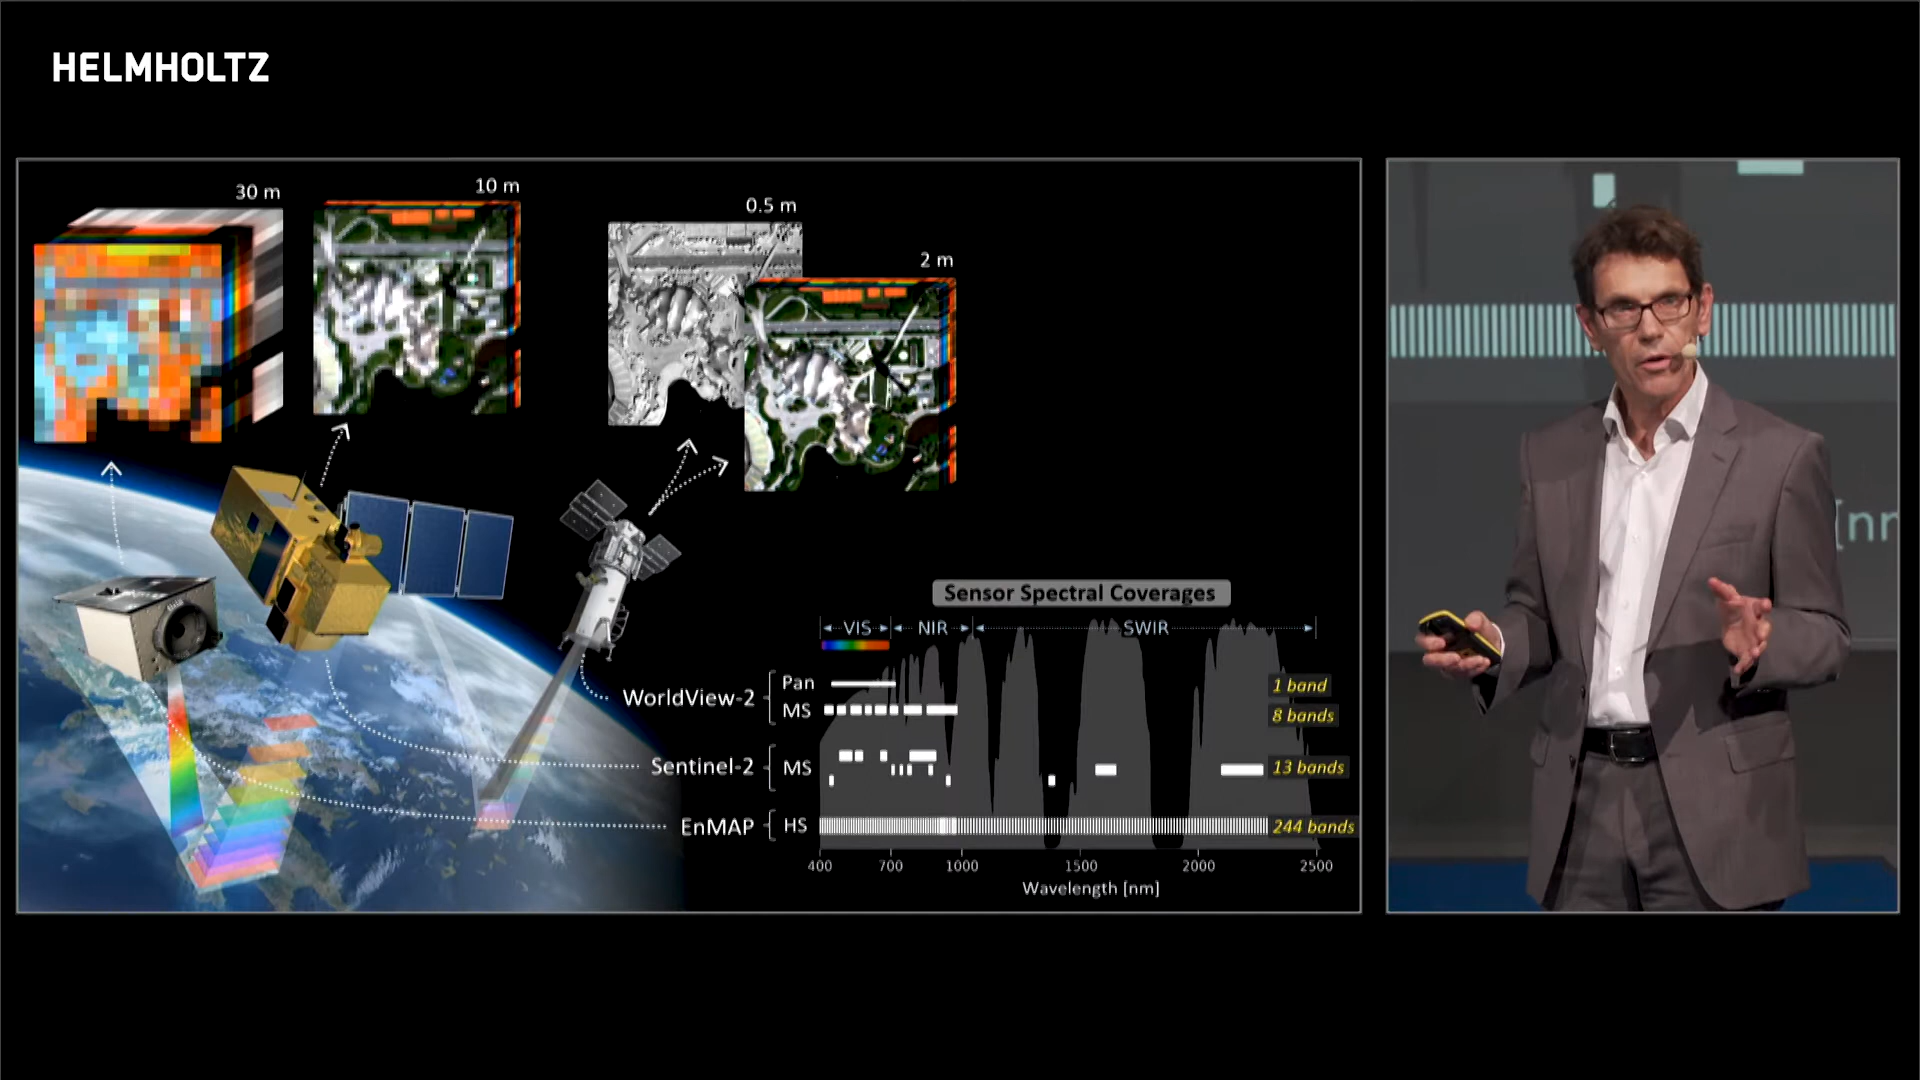 HELMHOLTZ
30 m
10 m
0.5 m
2 m
Sensor Spectral Coverages
VIS NIR SWIR
WorldView-2 Pan 1 band
MS 8 bands
Sentinel-2 MS 13 bands
EnMAP HS 244 bands
400 700 1000 1500 2000 2500
Wavelength [nm]
[nm